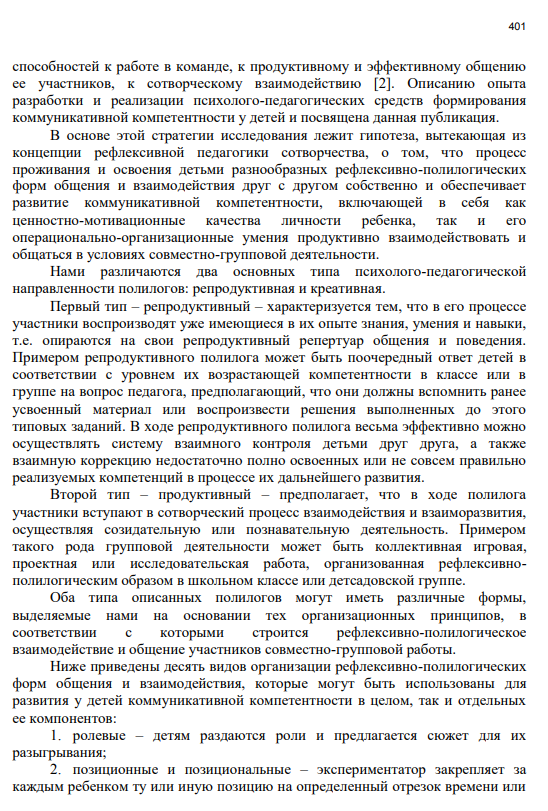 401
способностей к работе в команде, к продуктивному и эффективному общению
ее участников, к сотворческому взаимодействию [2]. Описанию опыта
разработки и реализации психолого-педагогических средств формирования
коммуникативной компетентности у детей и посвящена данная публикация.
В основе этой стратегии исследования лежит гипотеза, вытекающая из
концепции рефлексивной педагогики сотворчества, о том, что процесс
проживания и освоения детьми разнообразных рефлексивно-полилогических
форм общения и взаимодействия друг с другом собственно и обеспечивает
развитие коммуникативной компетентности, включающей в себя как
ценностно-мотивационные качества личности ребенка, так и его
операционально-организационные умения продуктивно взаимодействовать и
общаться в условиях совместно-групповой деятельности.
Нами различаются два основных типа психолого-педагогической
направленности полилогов: репродуктивная и креативная.
Первый тип – репродуктивный – характеризуется тем, что в его процессе
участники воспроизводят уже имеющиеся в их опыте знания, умения и навыки,
т.е. опираются на свои репродуктивный репертуар общения и поведения.
Примером репродуктивного полилога может быть поочередный ответ детей в
соответствии с уровнем их возрастающей компетентности в классе или в
группе на вопрос педагога, предполагающий, что они должны вспомнить ранее
усвоенный материал или воспроизвести решения выполненных до этого
типовых заданий. В ходе репродуктивного полилога весьма эффективно можно
осуществлять систему взаимного контроля детьми друг друга, а также
взаимную коррекцию недостаточно полно освоенных или не совсем правильно
реализуемых компетенций в процессе их дальнейшего развития.
Второй тип – продуктивный – предполагает, что в ходе полилога
участники вступают в сотворческий процесс взаимодействия и взаиморазвития,
осуществляя созидательную или познавательную деятельность. Примером
такого рода групповой деятельности может быть коллективная игровая,
проектная или исследовательская работа, организованная рефлексивно-
полилогическим образом в школьном классе или детсадовской группе.
Оба типа описанных полилогов могут иметь различные формы,
выделяемые нами на основании тех организационных принципов, в
соответствии с которыми строится рефлексивно-полилогическое
взаимодействие и общение участников совместно-групповой работы.
Ниже приведены десять видов организации рефлексивно-полилогических
форм общения и взаимодействия, которые могут быть использованы для
развития у детей коммуникативной компетентности в целом, так и отдельных
ее компонентов:
1. ролевые – детям раздаются роли и предлагается сюжет для их
разыгрывания;
2. позиционные и позициональные – экспериментатор закрепляет за
каждым ребенком ту или иную позицию на определенный отрезок времени или